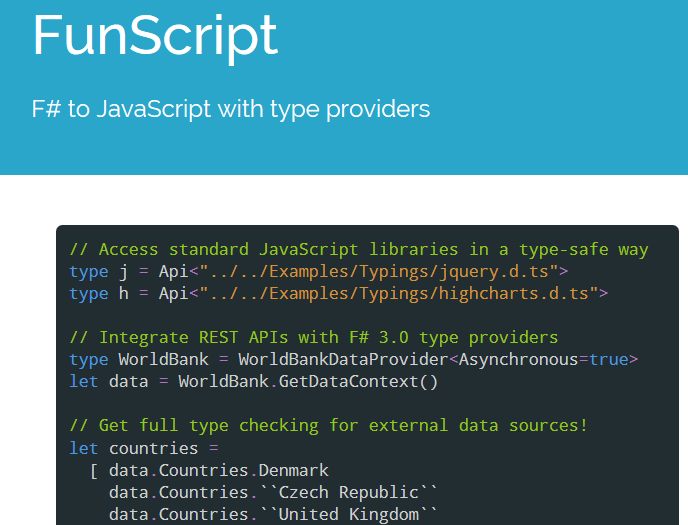 FunScript
F# to JavaScript with type providers
// Access standard JavaScript libraries in a type-safe way
type j = Api<"../../Examples/Typings/jquery.d.ts">
type h = Api<"../../Examples/Typings/highcharts.d.ts">
// Integrate REST APIs with F# 3.0 type providers
type WorldBank = WorldBankDataProvider<Asynchronous=true>
let data = WorldBank.GetDataContext()
// Get full type checking for external data sources!
let countries =
  [ data.Countries.Denmark
    data.Countries.``Czech Republic``
    data.Countries.``United Kingdom``